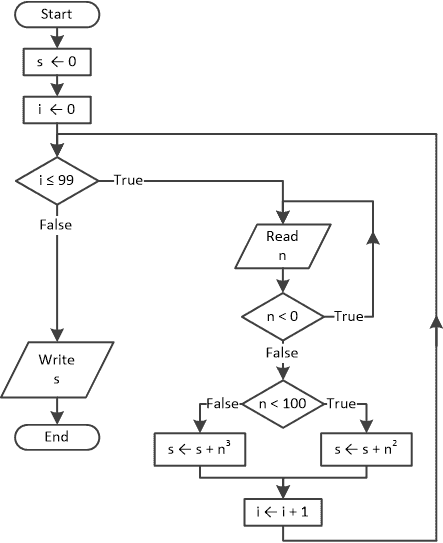 Start
s ← 0
i ← 0
i ≤ 99
True
False
Read
n
n < 0
True
False
n < 100
False
True
s ← s + n³
s ← s + n²
i ← i + 1
Write
s
End